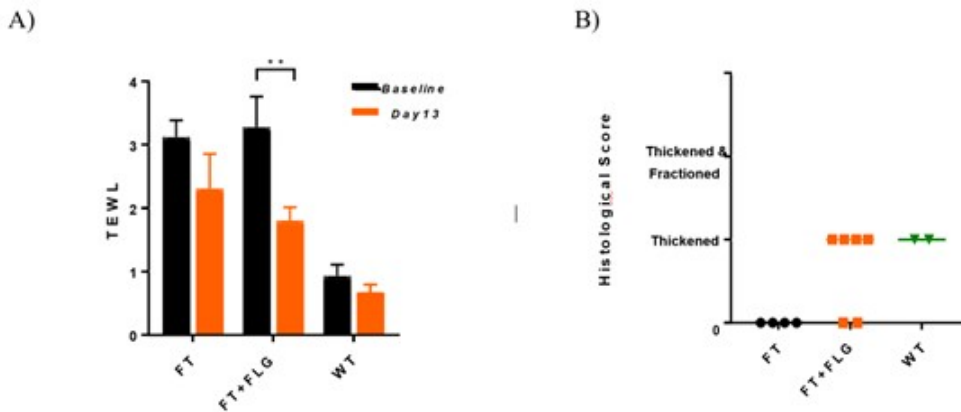 A)
B)
* *
4
3
2
1
0
TEWL
Baseline
Day13
FT
FT+FLG
WT
Histological Score
Thickened &
Fractioned
Thickened
0
FT
FT+FLG
WT